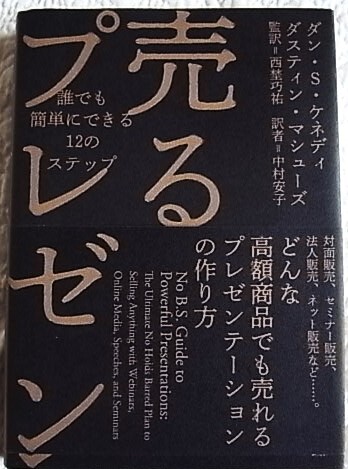 ダン・S・ケネディ
ダスティン・マシューズ
監訳=西埜巧祐 訳者=中村安子
売る
プレゼン
誰でも
簡単にできる
12の
ステップ
対面販売、セミナー販売、
法人販売、ネット販売など……。
どんな
高額商品でも売れる
プレゼンテーション
の作り方
No B.S. Guide to
Powerful Presentations:
The Ultimate No Holds Barred Plan to
Selling Anything with Webinars,
Online Media, Speeches, and Seminars